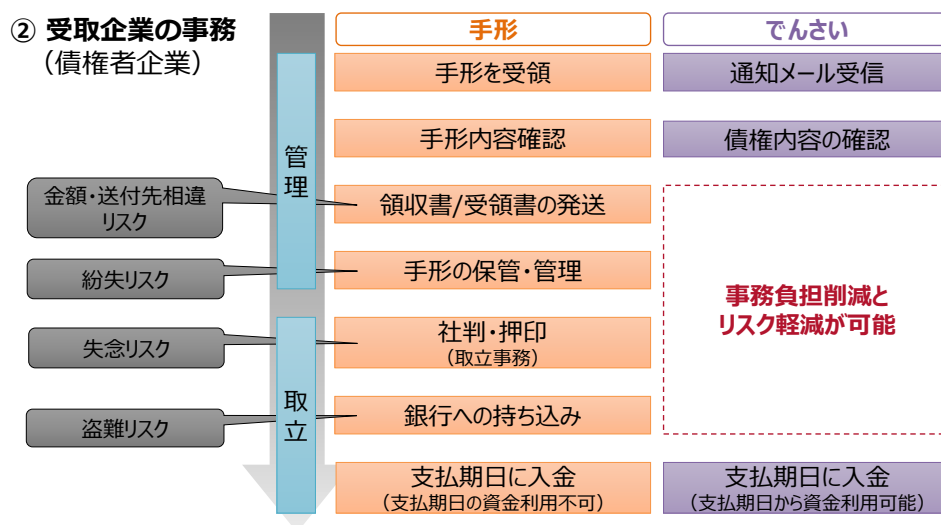 ② 受取企業の事務
（債権者企業）
手形
でんさい
手形を受領
通知メール受信
手形内容確認
債権内容の確認
管理
金額・送付先相違
リスク
領収書/受領書の発送
紛失リスク
手形の保管・管理
事務負担削減と
リスク軽減が可能
失念リスク
社判・押印
（取立事務）
取立
盗難リスク
銀行への持ち込み
支払期日に入金
（支払期日の資金利用不可）
支払期日に入金
（支払期日から資金利用可能）